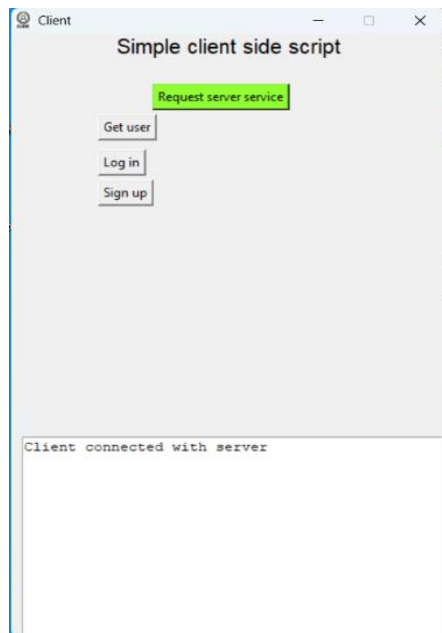 Client
Simple client side script
Request server service
Get user
Log in
Sign up
Client connected with server